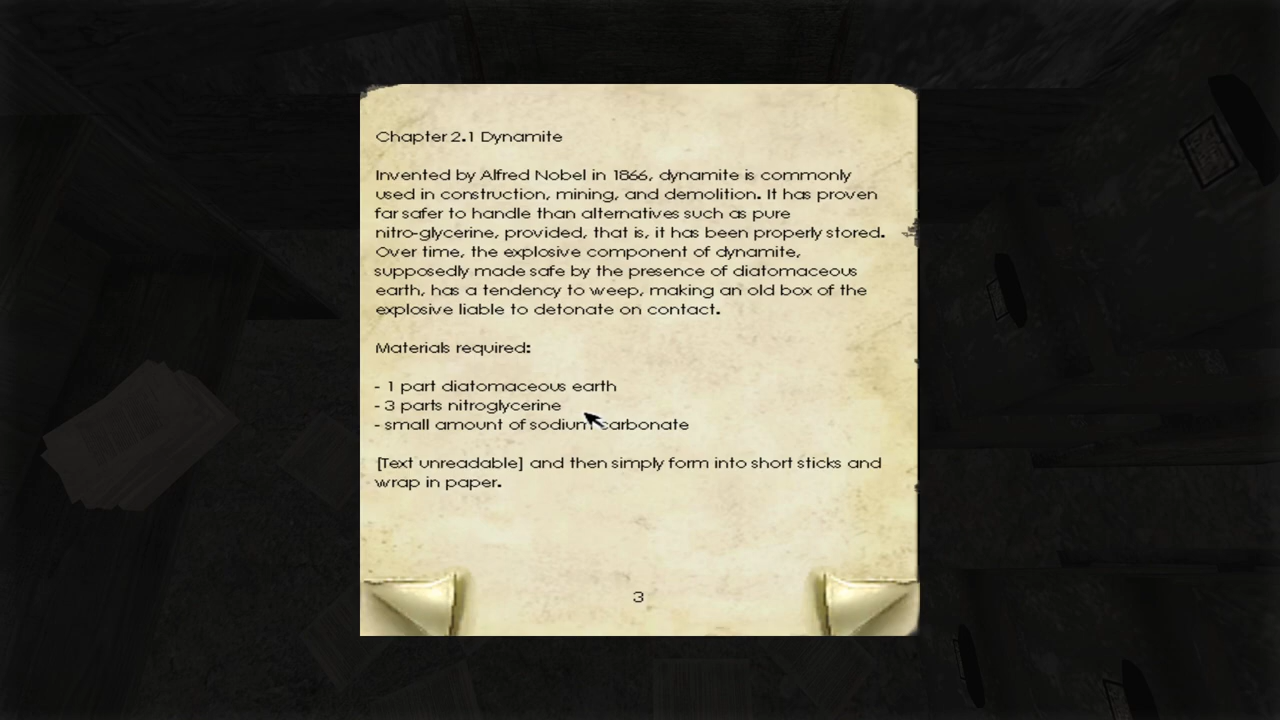 Chapter 2.1 Dynamite
Invented by Alfred Nobel in 1866, dynamite is commonly
used in construction, mining, and demolition. It has proven
far safer to handle than alternatives such as pure
nitro-glycerine, provided, that is, it has been properly stored.
Over time, the explosive component of dynamite,
supposedly made safe by the presence of diatomaceous
earth, has a tendency to weep, making an old box of the
explosive liable to detonate on contact.
Materials required:
- 1 part diatomaceous earth
- 3 parts nitroglycerine
- small amount of sodium carbonate
[Text unreadable] and then simply form into short sticks and
wrap in paper.
3